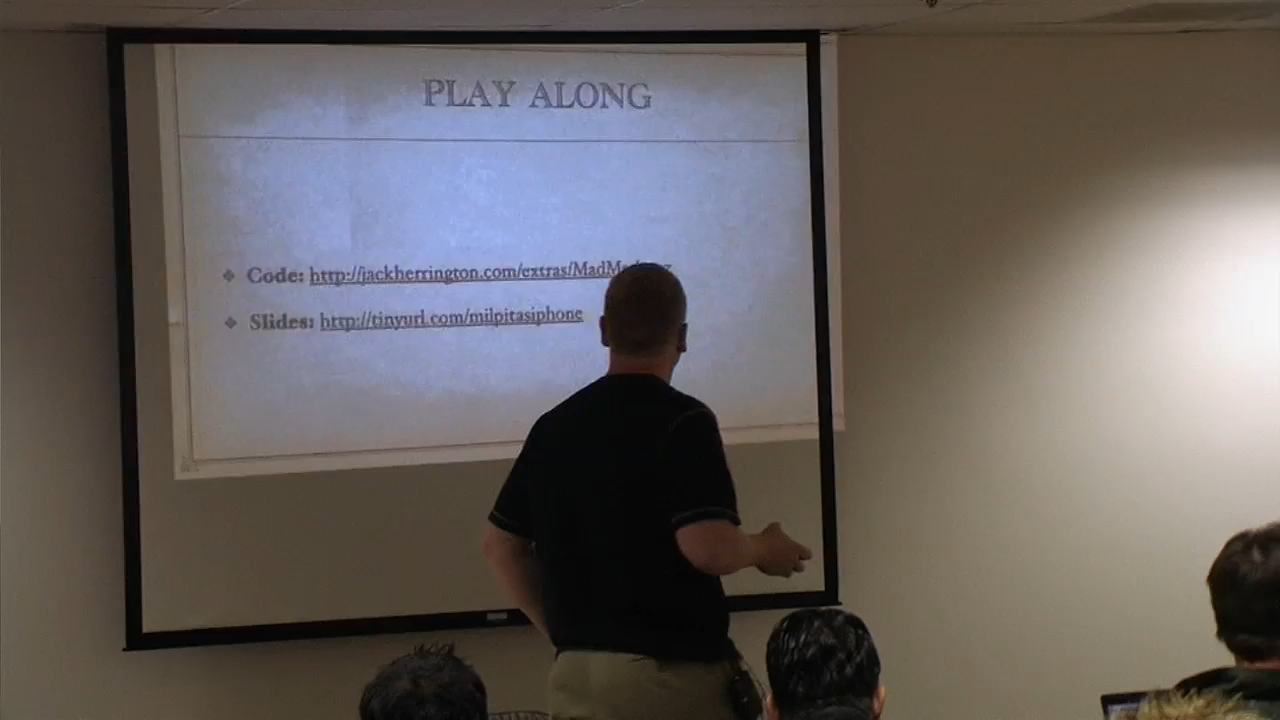 PLAY ALONG
❖ Code: http://jackherrington.com/extras/MadM
❖ Slides: http://tinyurl.com/milpitasiphone